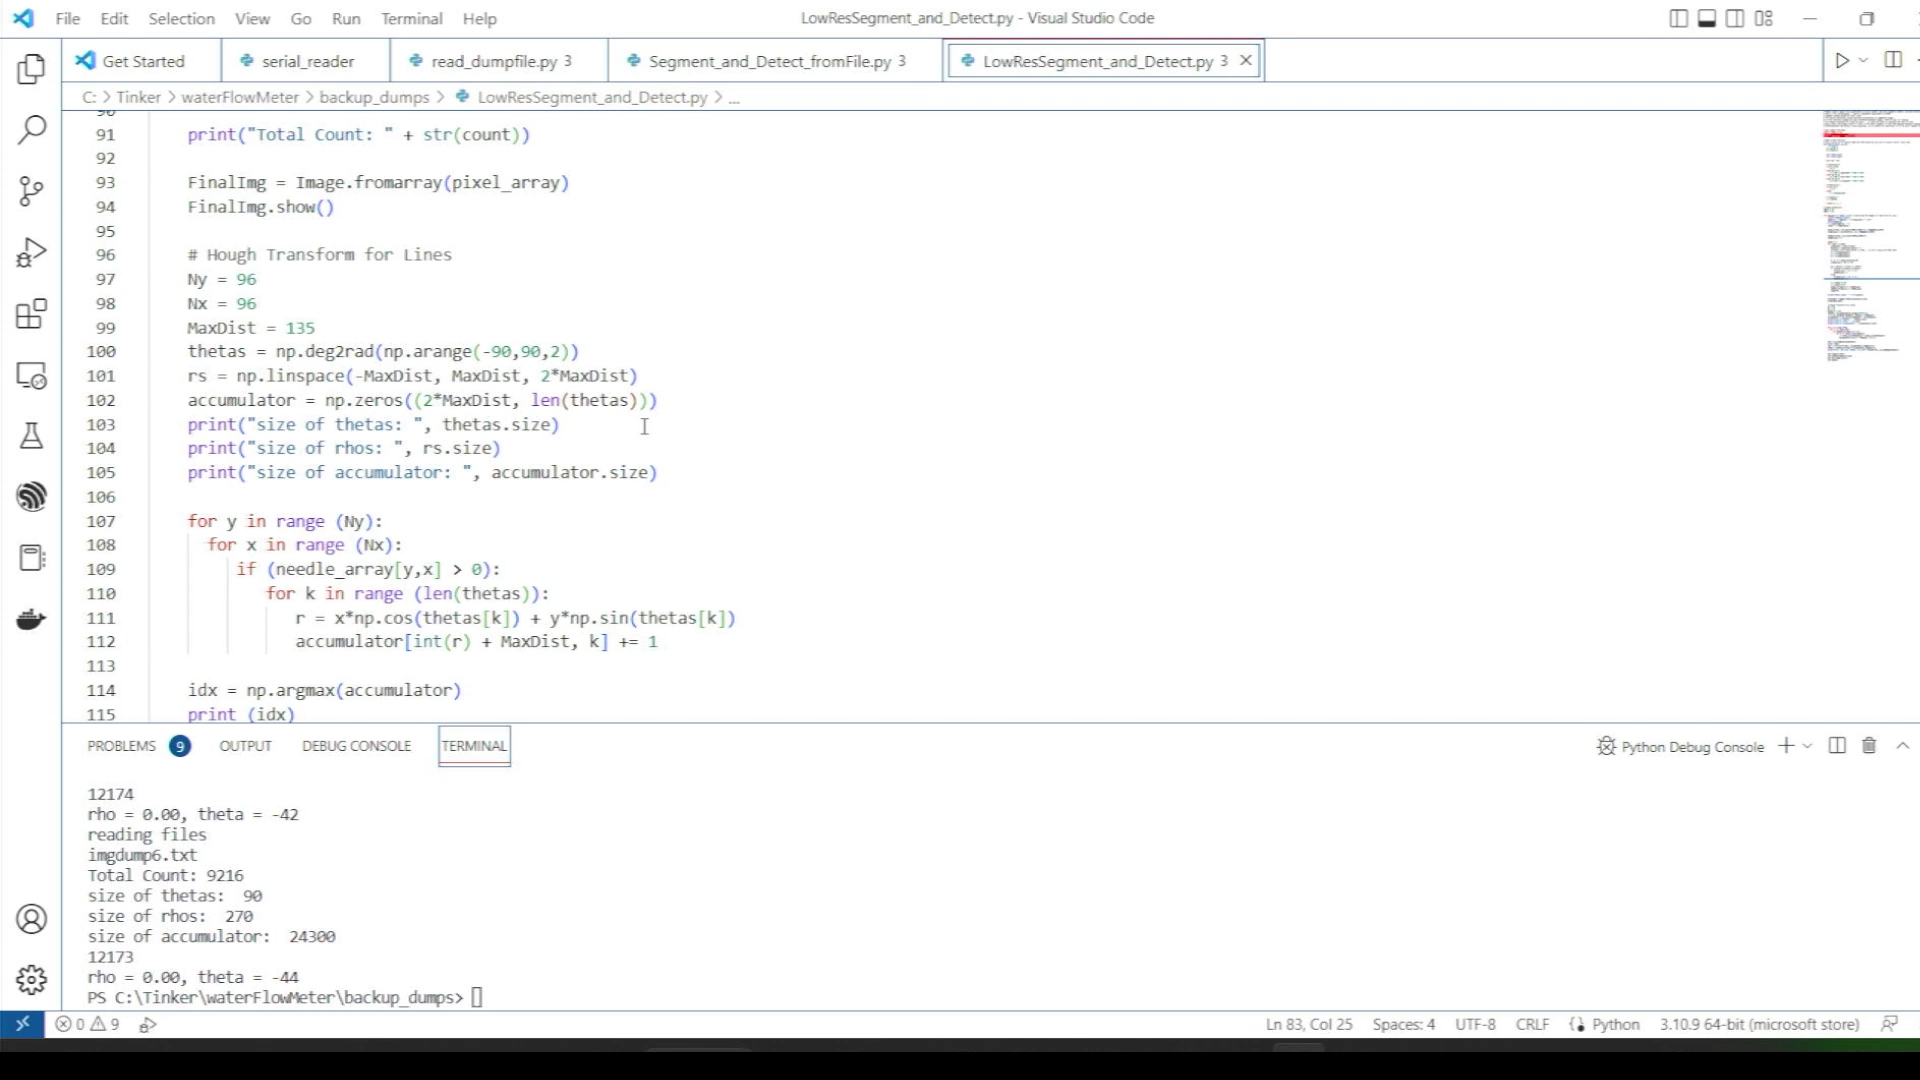 File Edit Selection View Go Run Terminal Help LowResSegment_and_Detect.py - Visual Studio Code
Get Started serial_reader read_dumpfile.py 3 Segment_and_Detect_fromFile.py 3 LowResSegment_and_Detect.py 3
C: > Tinker > waterFlowMeter > backup_dumps > LowResSegment_and_Detect.py > ...
90
91 print("Total Count: " + str(count))
92
93 FinalImg = Image.fromarray(pixel_array)
94 FinalImg.show()
95
96 # Hough Transform for Lines
97 Ny = 96
98 Nx = 96
99 MaxDist = 135
100 thetas = np.deg2rad(np.arange(-90,90,2))
101 rs = np.linspace(-MaxDist, MaxDist, 2*MaxDist)
102 accumulator = np.zeros((2*MaxDist, len(thetas)))
103 print("size of thetas: ", thetas.size)
104 print("size of rhos: ", rs.size)
105 print("size of accumulator: ", accumulator.size)
106
107 for y in range (Ny):
108 for x in range (Nx):
109 if (needle_array[y,x] > 0):
110 for k in range (len(thetas)):
111 r = x*np.cos(thetas[k]) + y*np.sin(thetas[k])
112 accumulator[int(r) + MaxDist, k] += 1
113
114 idx = np.argmax(accumulator)
115 print (idx)
PROBLEMS 9 OUTPUT DEBUG CONSOLE TERMINAL Python Debug Console
12174
rho = 0.00, theta = -42
reading files
imgdump6.txt
Total Count: 9216
size of thetas: 90
size of rhos: 270
size of accumulator: 24300
12173
rho = 0.00, theta = -44
PS C:\Tinker\waterFlowMeter\backup_dumps>
0 9 Ln 83, Col 25 Spaces: 4 UTF-8 CRLF Python 3.10.9 64-bit (microsoft store)